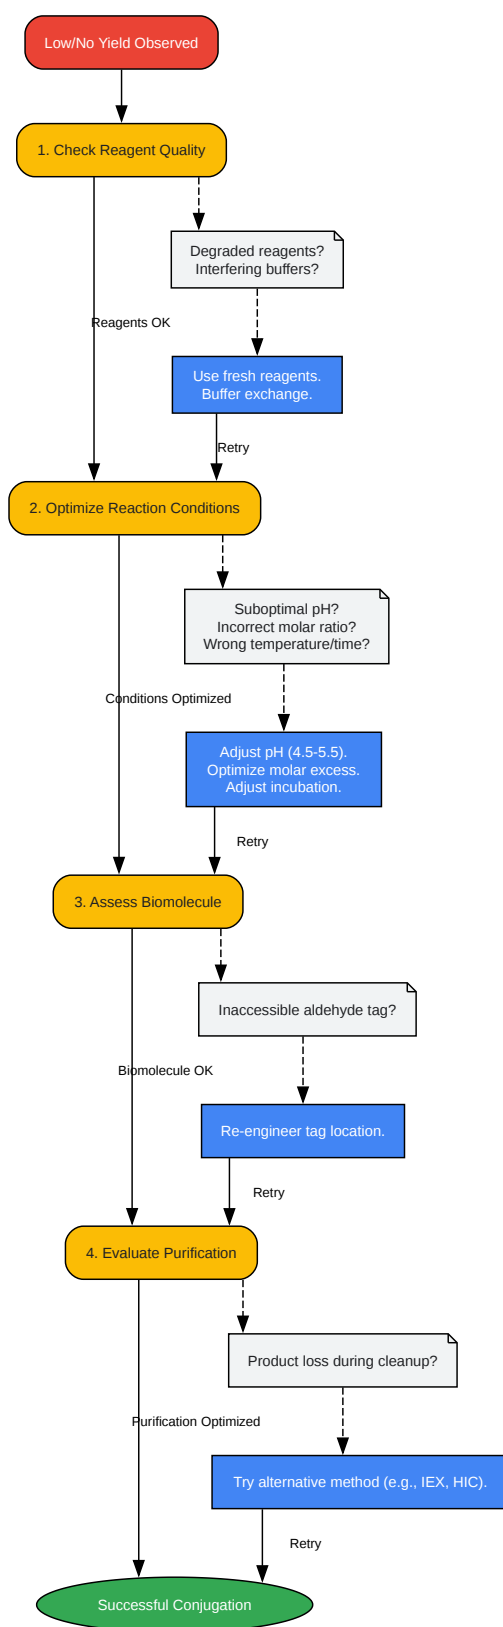 Low/No Yield Observed
1. Check Reagent Quality
Degraded reagents?
Interfering buffers?
Reagents OK
Use fresh reagents.
Buffer exchange.
Retry
2. Optimize Reaction Conditions
Suboptimal pH?
Incorrect molar ratio?
Wrong temperature/time?
Conditions Optimized
Adjust pH (4.5-5.5).
Optimize molar excess.
Adjust incubation.
Retry
3. Assess Biomolecule
Inaccessible aldehyde tag?
Biomolecule OK
Re-engineer tag location.
Retry
4. Evaluate Purification
Product loss during cleanup?
Purification Optimized
Try alternative method (e.g., IEX, HIC).
Retry
Successful Conjugation